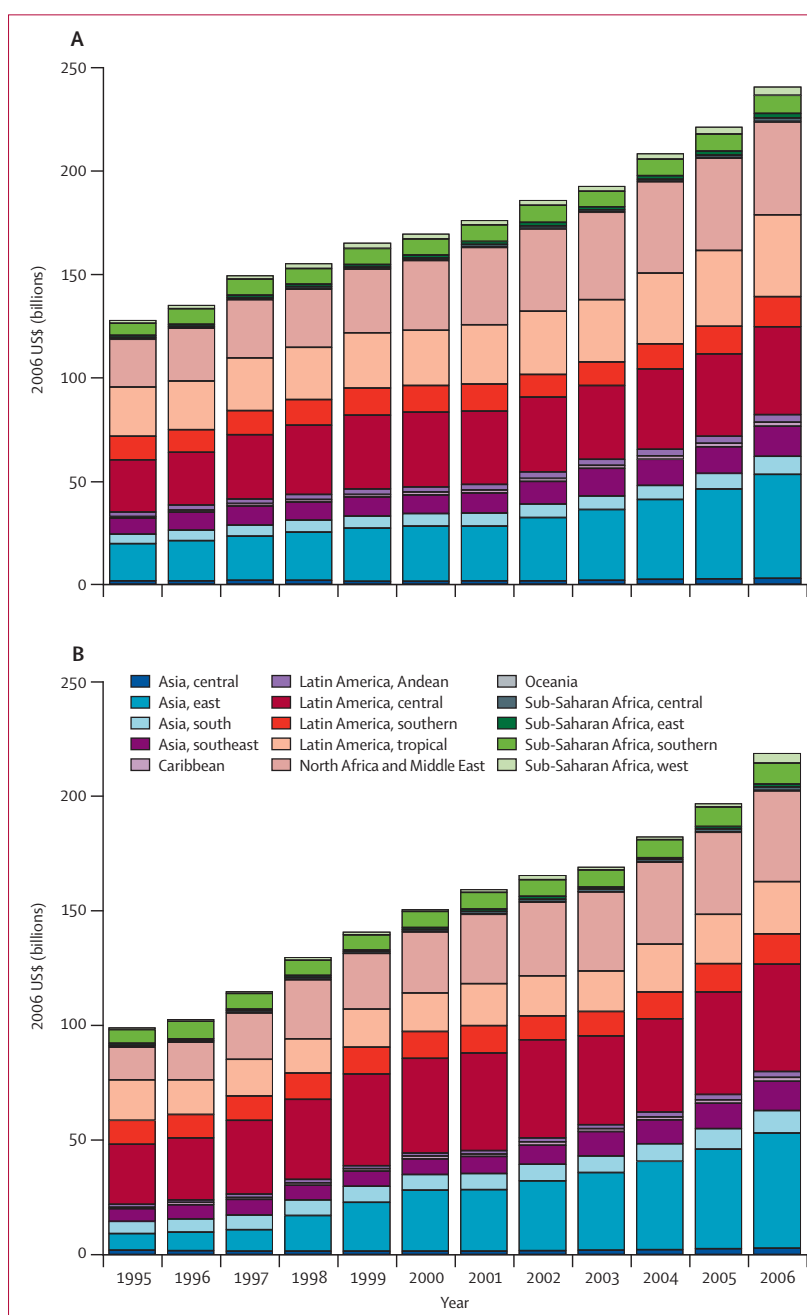 A
250
200
150
100
50
0
2006 US$ (billions)
B
250
200
150
100
50
0
2006 US$ (billions)
Asia, central
Asia, east
Asia, south
Asia, southeast
Caribbean
Latin America, Andean
Latin America, central
Latin America, southern
Latin America, tropical
North Africa and Middle East
Oceania
Sub-Saharan Africa, central
Sub-Saharan Africa, east
Sub-Saharan Africa, southern
Sub-Saharan Africa, west
1995 1996 1997 1998 1999 2000 2001 2002 2003 2004 2005 2006
Year